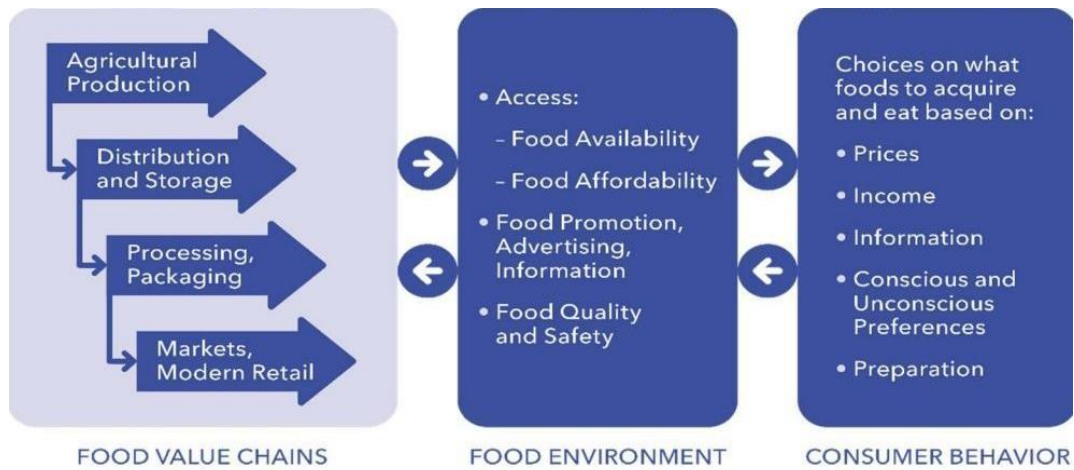 Agricultural
Production
Distribution
and Storage
Processing,
Packaging
Markets,
Modern Retail
FOOD VALUE CHAINS
• Access:
– Food Availability
– Food Affordability
• Food Promotion,
Advertising,
Information
• Food Quality
and Safety
FOOD ENVIRONMENT
Choices on what
foods to acquire
and eat based on:
• Prices
• Income
• Information
• Conscious and
Unconscious
Preferences
• Preparation
CONSUMER BEHAVIOR